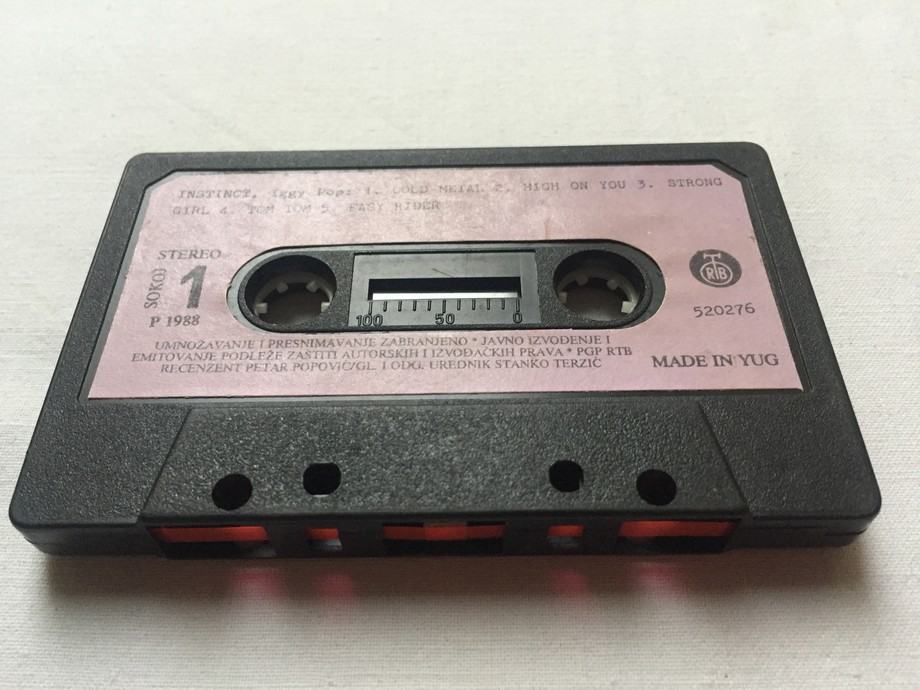 INSTINCT, Iggy Pop: 1. COLD METAL 2. HIGH ON YOU 3. STRONG
GIRL 4. TOM TOM 5. EASY RIDER
STEREO
SOKOJ
1
P 1988
100 50 0
RTB
520276
UMNOŽAVANJE I PRESNIMAVANJE ZABRANJENO * JAVNO IZVOĐENJE I
EMITOVANJE PODLEŽE ZAŠTITI AUTORSKIH I IZVOĐAČKIH PRAVA * PGP RTB
RECENZENT PETAR POPOVIĆ/GL. I ODG. UREDNIK STANKO TERZIĆ
MADE IN YUG